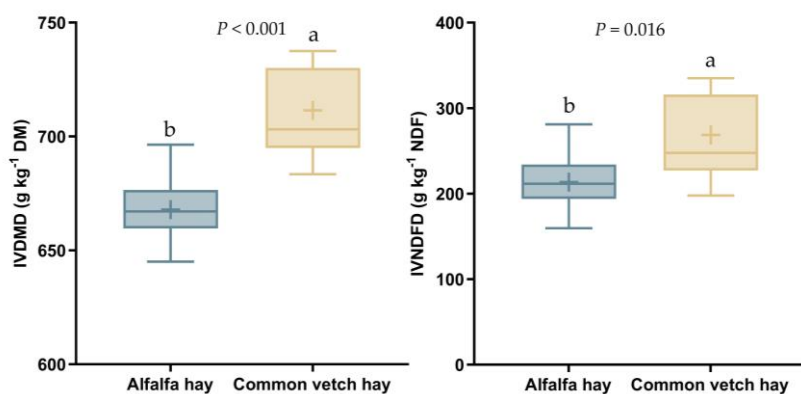 P < 0.001
a
b
750
700
650
600
IVDMD (g kg⁻¹ DM)
Alfalfa hay Common vetch hay
P = 0.016
a
b
400
300
200
100
0
IVNDFD (g kg⁻¹ NDF)
Alfalfa hay Common vetch hay